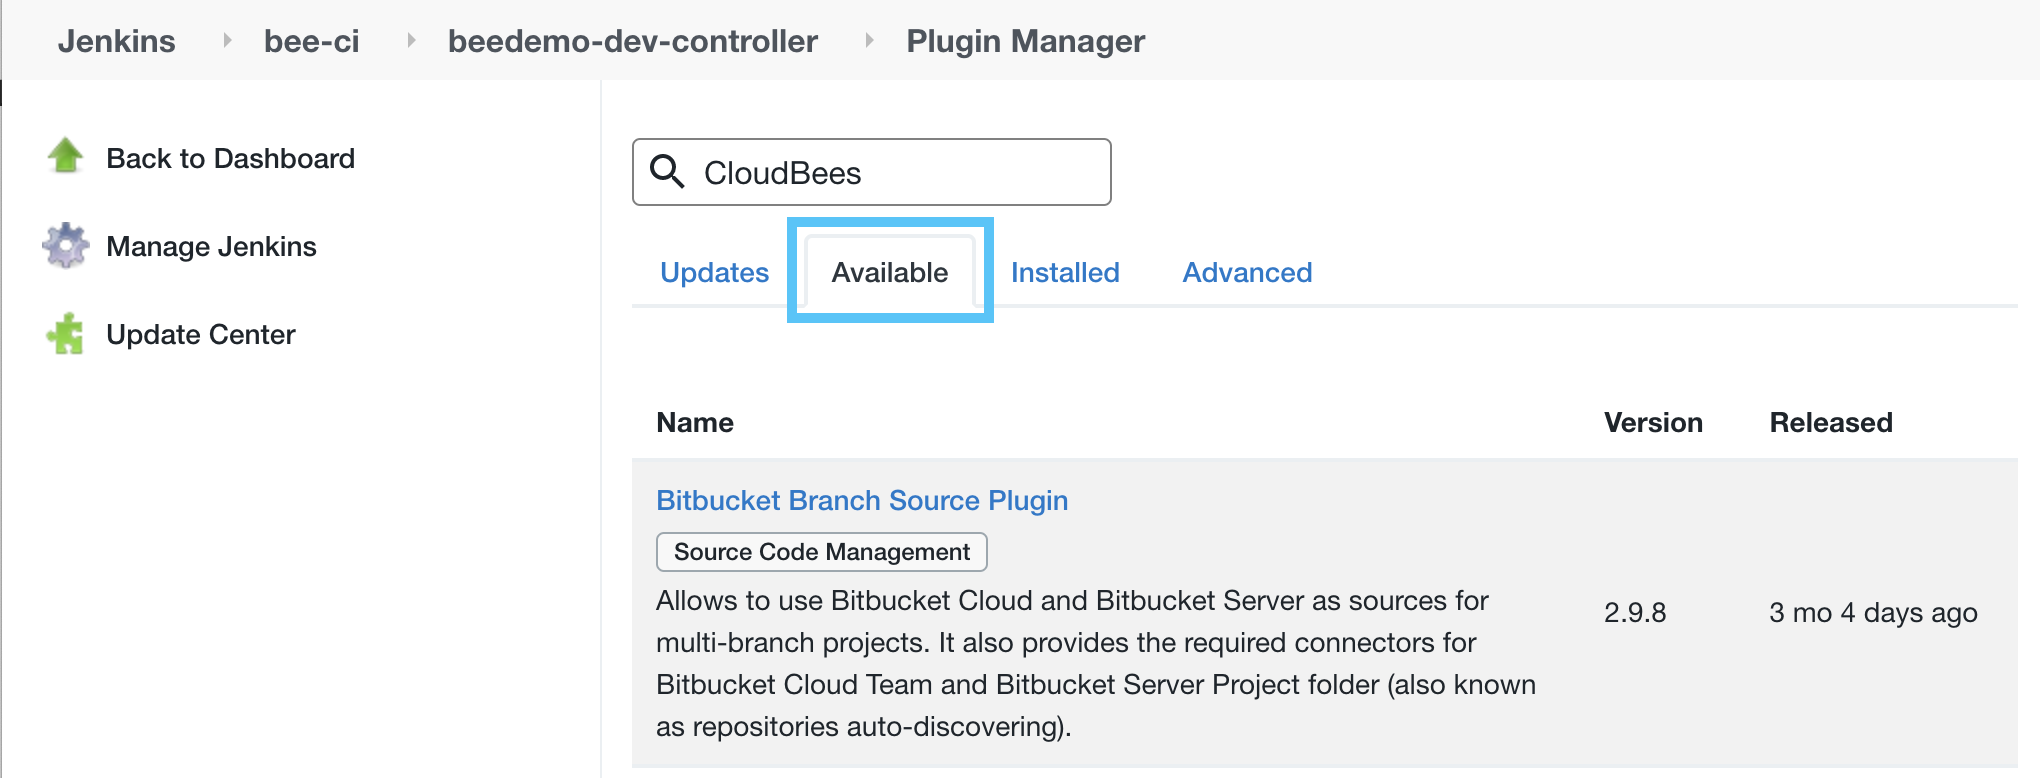 Jenkins bee-ci beedemo-dev-controller Plugin Manager
Back to Dashboard
Manage Jenkins
Update Center
CloudBees
Updates Available Installed Advanced
Name Version Released
Bitbucket Branch Source Plugin
Source Code Management
Allows to use Bitbucket Cloud and Bitbucket Server as sources for
multi-branch projects. It also provides the required connectors for
Bitbucket Cloud Team and Bitbucket Server Project folder (also known
as repositories auto-discovering).
2.9.8 3 mo 4 days ago